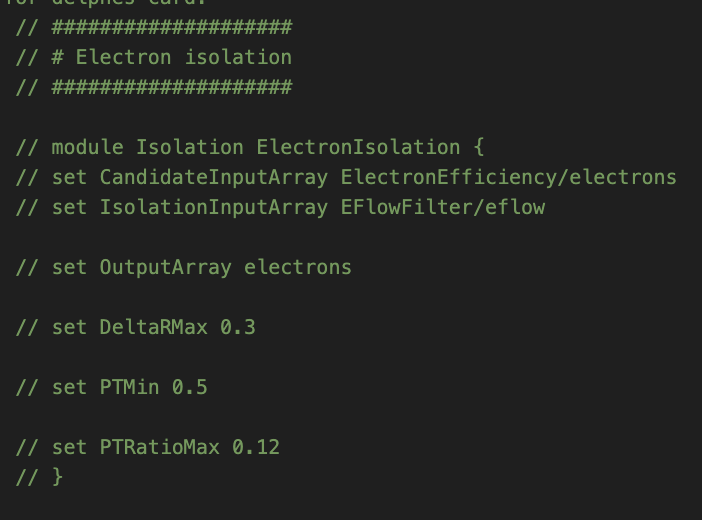 for delphes card.
// ####################
// # Electron isolation
// ####################
// module Isolation ElectronIsolation {
// set CandidateInputArray ElectronEfficiency/electrons
// set IsolationInputArray EFlowFilter/eflow
// set OutputArray electrons
// set DeltaRMax 0.3
// set PTMin 0.5
// set PTRatioMax 0.12
// }